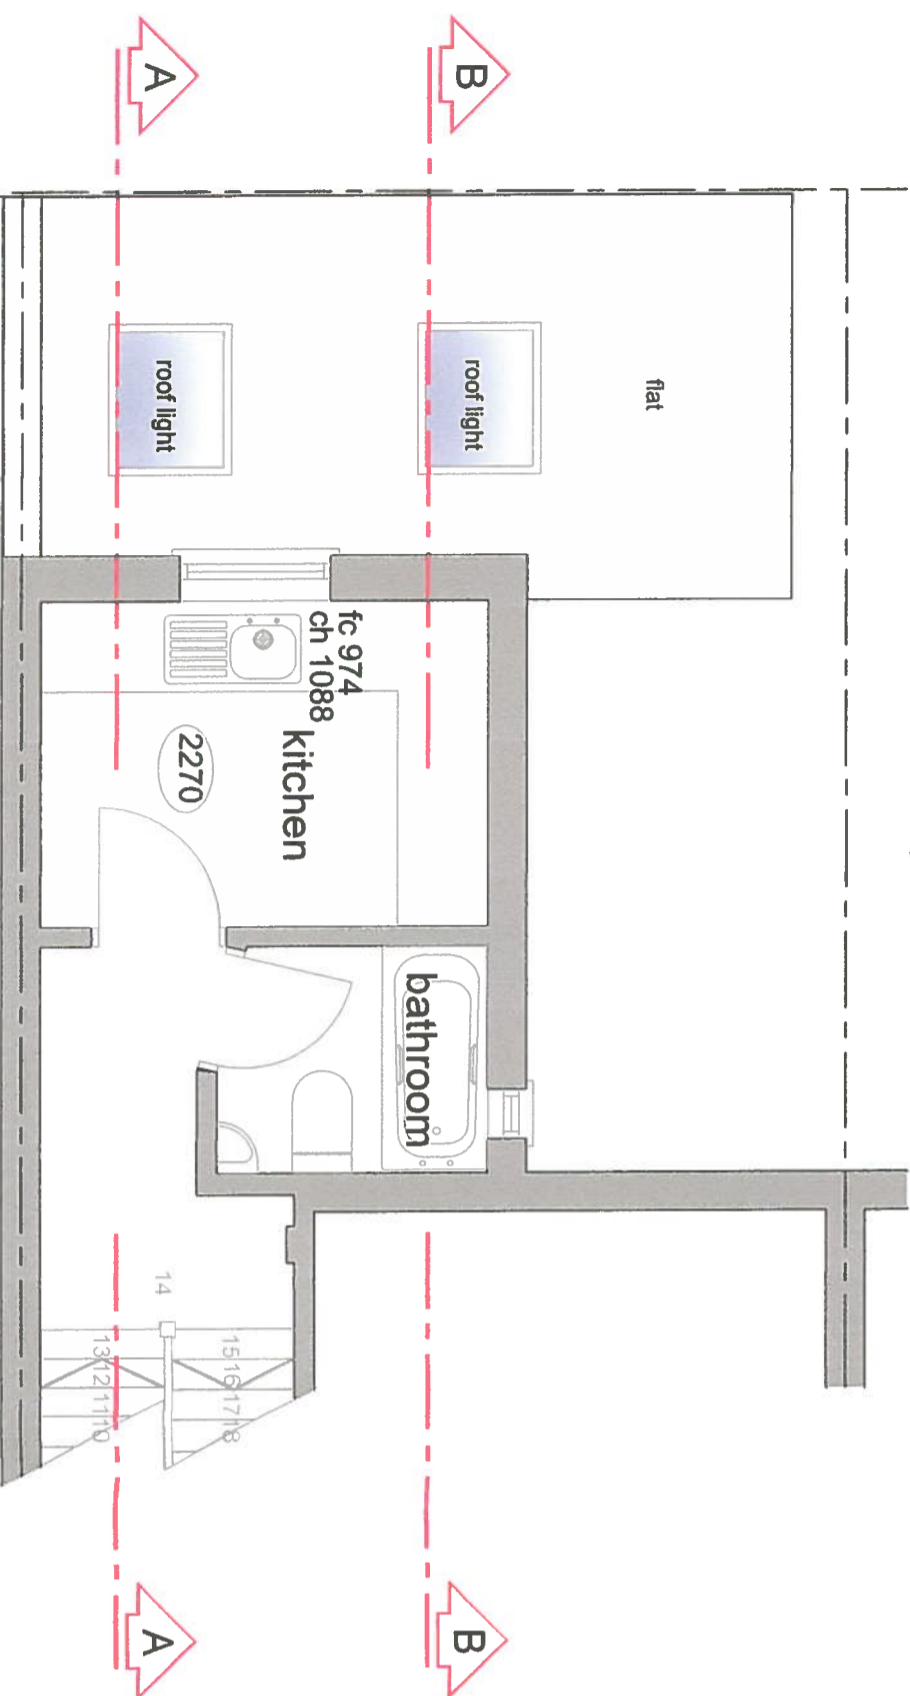 A
B
roof light
roof light
flat
fc 974
ch 1088
kitchen
2270
bathroom
14
15 16 17 18
13 12 11 10
A
B